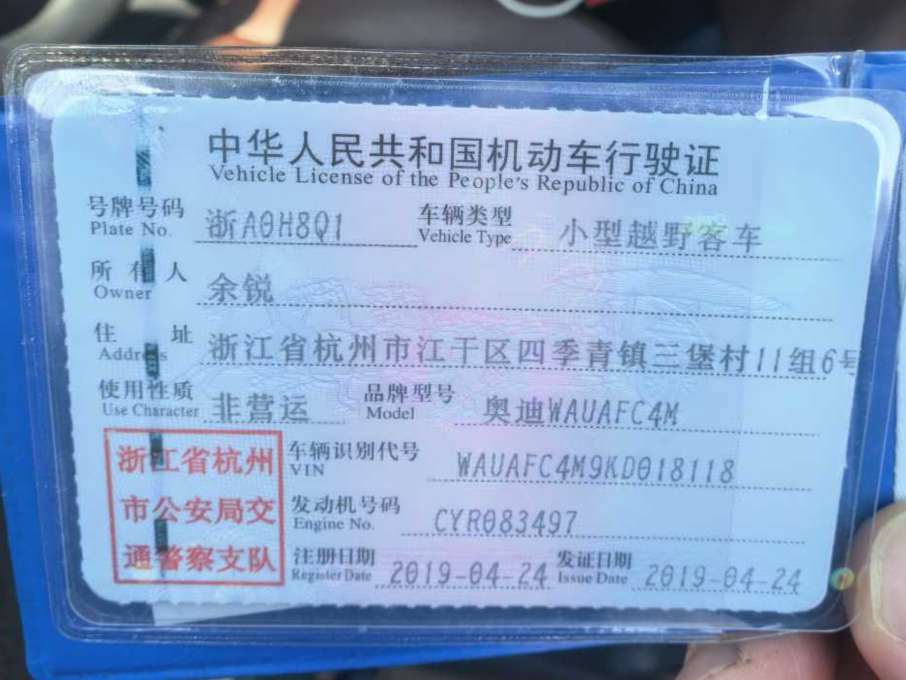 中华人民共和国机动车行驶证
Vehicle License of the People's Republic of China
号牌号码 浙A0H8Q1 车辆类型 小型越野客车
Plate No. Vehicle Type
所有人 余锐
Owner
住址 浙江省杭州市江干区四季青镇三堡村11组6号
Address
使用性质 非营运 品牌型号 奥迪WAUAFC4M
Use Character Model
浙江省杭州 车辆识别代号 WAUAFC4M9KD018118
VIN
市公安局交 发动机号码 CYR083497
Engine No.
通警察支队 注册日期 2019-04-24 发证日期 2019-04-24
Register Date Issue Date